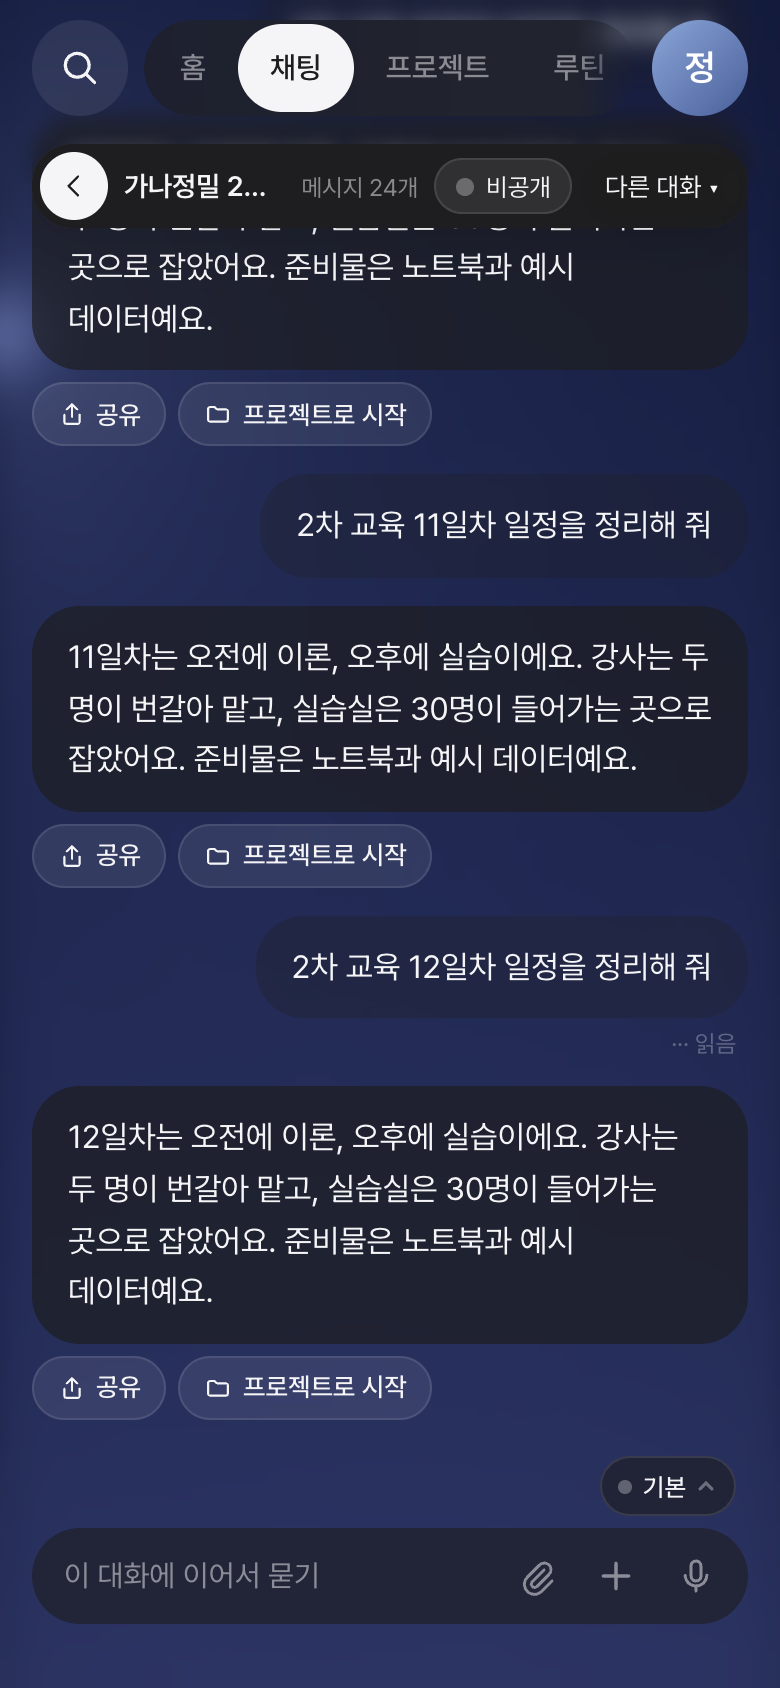 홈
채팅
프로젝트
루틴
정
가나정밀 2...
메시지 24개
비공개
다른 대화
곳으로 잡았어요. 준비물은 노트북과 예시
데이터예요.
공유
프로젝트로 시작
2차 교육 11일차 일정을 정리해 줘
11일차는 오전에 이론, 오후에 실습이에요. 강사는 두
명이 번갈아 맡고, 실습실은 30명이 들어가는 곳으로
잡았어요. 준비물은 노트북과 예시 데이터예요.
공유
프로젝트로 시작
2차 교육 12일차 일정을 정리해 줘
··· 읽음
12일차는 오전에 이론, 오후에 실습이에요. 강사는
두 명이 번갈아 맡고, 실습실은 30명이 들어가는
곳으로 잡았어요. 준비물은 노트북과 예시
데이터예요.
공유
프로젝트로 시작
기본
이 대화에 이어서 묻기